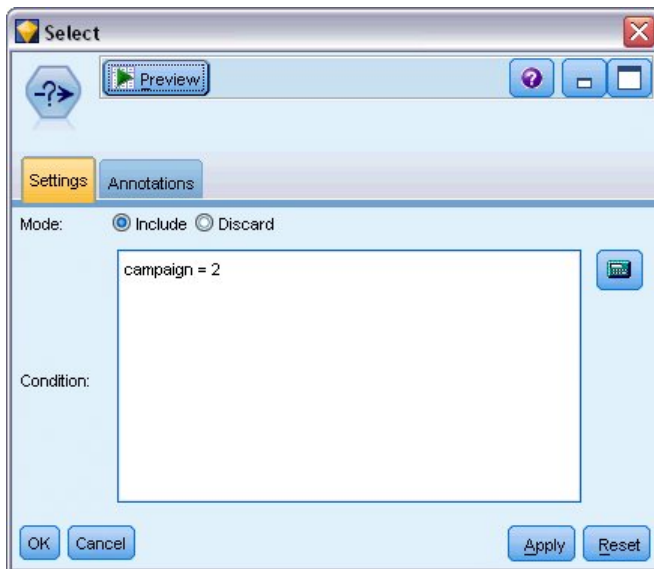 Select
Preview
Settings Annotations
Mode: Include Discard
campaign = 2
Condition:
OK Cancel Apply Reset